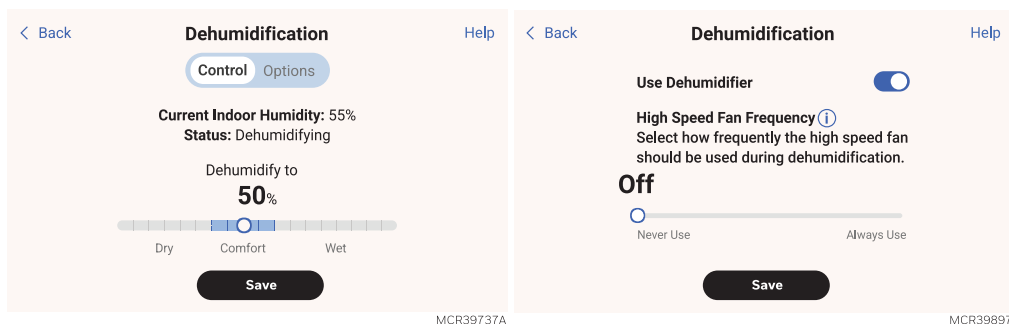 Back
Dehumidification
Help
Control Options
Current Indoor Humidity: 55%
Status: Dehumidifying
Dehumidify to
50%
Dry Comfort Wet
Save
MCR39737A
Back
Dehumidification
Help
Use Dehumidifier
High Speed Fan Frequency i
Select how frequently the high speed fan
should be used during dehumidification.
Off
Never Use Always Use
Save
MCR39897